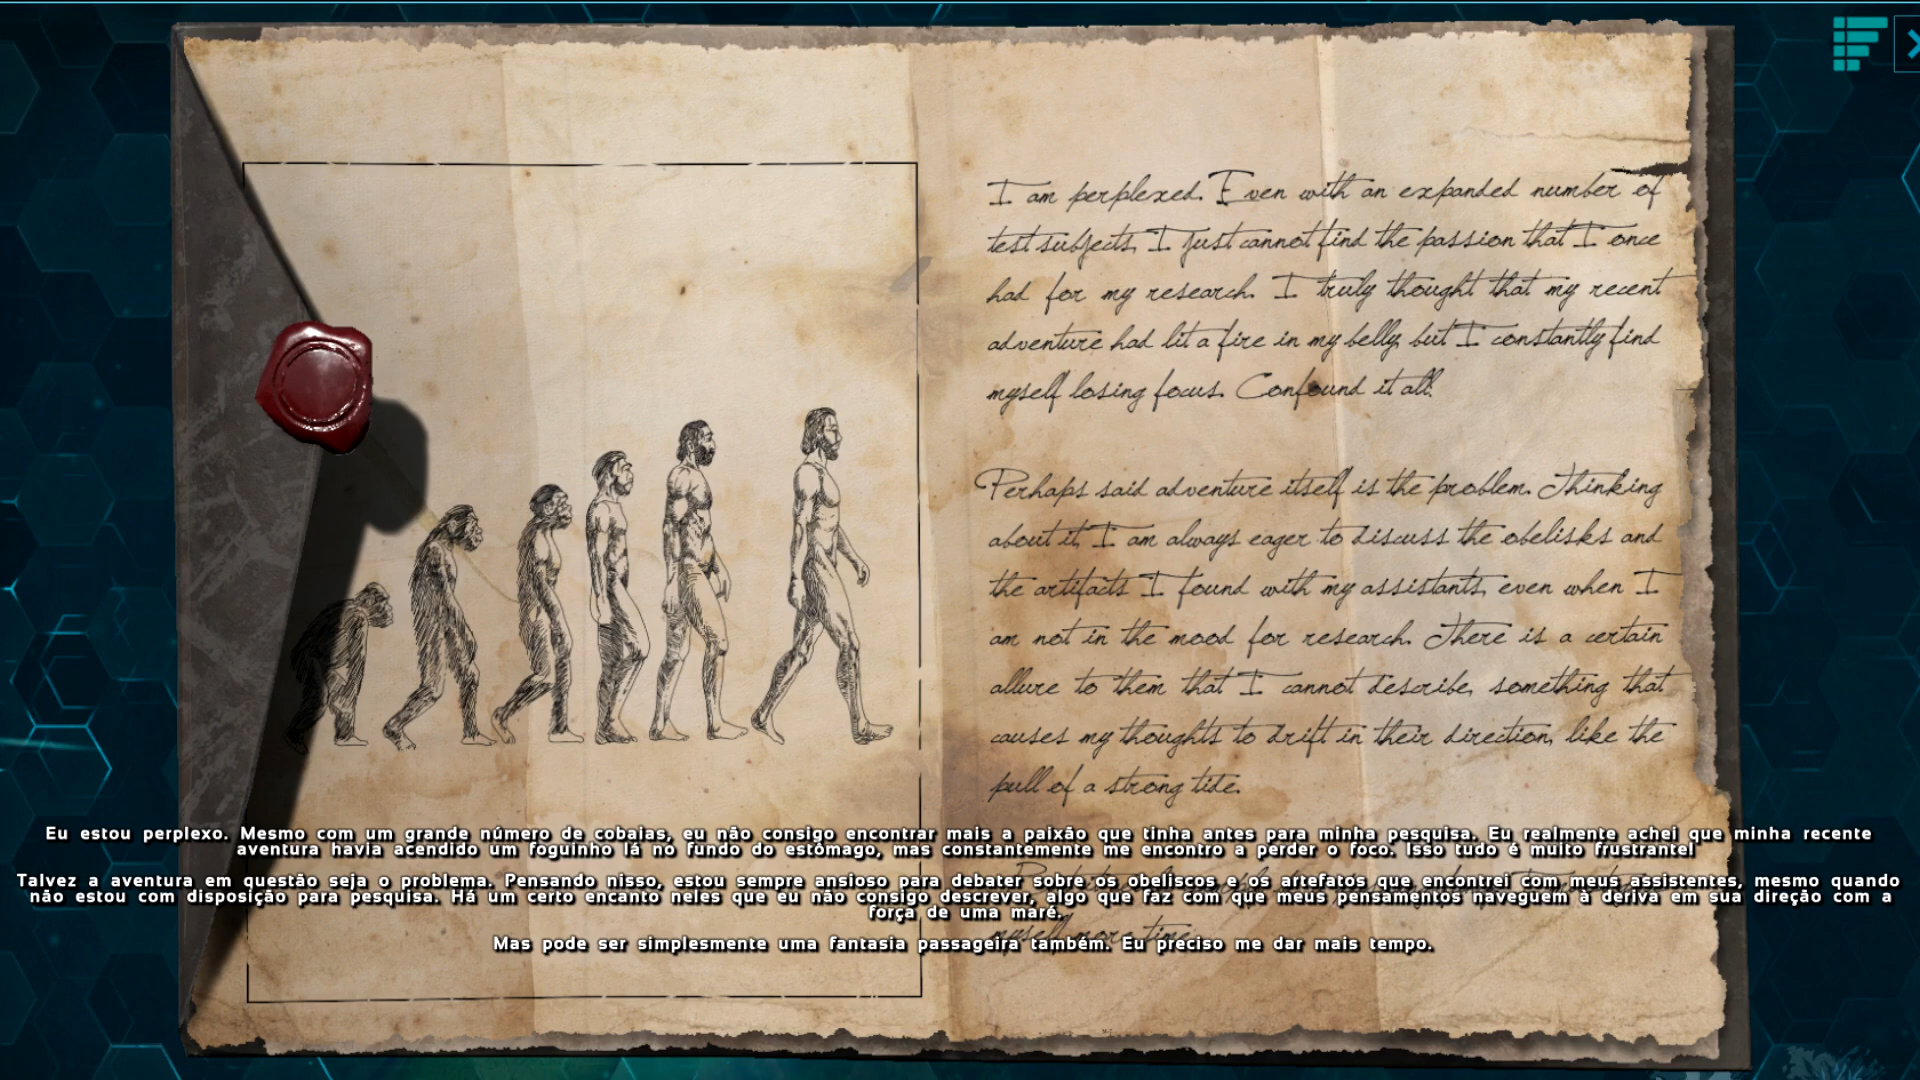 I am perplexed. Even with an expanded number of
test subjects, I just cannot find the passion that I once
had for my research. I truly thought that my recent
adventure had lit a fire in my belly, but I constantly find
myself losing focus. Confound it all!
Perhaps said adventure itself is the problem. Thinking
about it, I am always eager to discuss the obelisks and
the artifacts I found with my assistants, even when I
am not in the mood for research. There is a certain
allure to them that I cannot describe, something that
causes my thoughts to drift in their direction, like the
pull of a strong tide.
myself more time.
Eu estou perplexo. Mesmo com um grande número de cobaias, eu não consigo encontrar mais a paixão que tinha antes para minha pesquisa. Eu realmente achei que minha recente
aventura havia acendido um foguinho lá no fundo do estômago, mas constantemente me encontro a perder o foco. Isso tudo é muito frustrante!
Talvez a aventura em questão seja o problema. Pensando nisso, estou sempre ansioso para debater sobre os obeliscos e os artefatos que encontrei com meus assistentes, mesmo quando
não estou com disposição para pesquisa. Há um certo encanto neles que eu não consigo descrever, algo que faz com que meus pensamentos naveguem à deriva em sua direção com a
força de uma maré.
Mas pode ser simplesmente uma fantasia passageira também. Eu preciso me dar mais tempo.